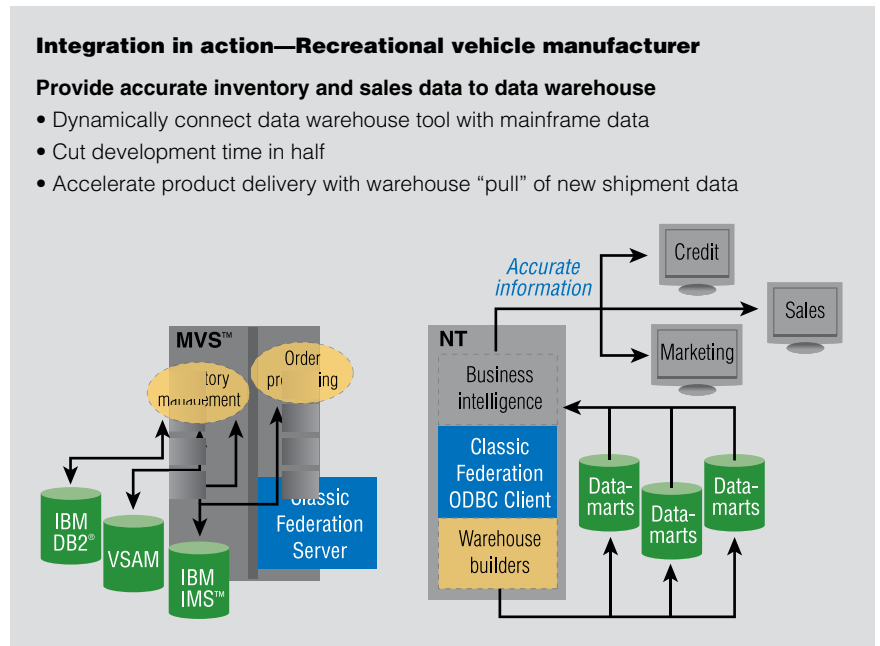 Integration in action—Recreational vehicle manufacturer
Provide accurate inventory and sales data to data warehouse
• Dynamically connect data warehouse tool with mainframe data
• Cut development time in half
• Accelerate product delivery with warehouse “pull” of new shipment data
Accurate
information
Credit
Sales
Marketing
MVS™
Order
management
NT
Business
intelligence
Classic
Federation
ODBC Client
Warehouse
builders
Classic
Federation
Server
IBM
DB2®
VSAM
IBM
IMS™
Data-
marts
Data-
marts
Data-
marts